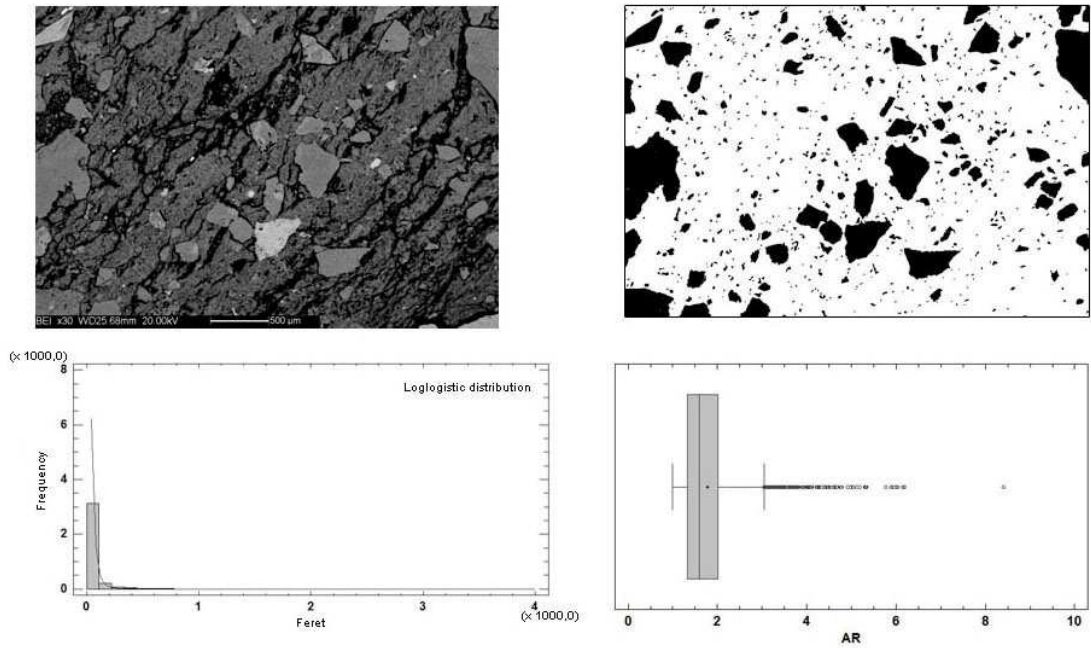 BEI x30 WD25.68mm 20.00kV 500 µm
(× 1000,0)
8
6
4
2
0
Frequency
Loglogistic distribution
0 1 2 3 4
Feret
(× 1000,0)
0 2 4 6 8 10
AR